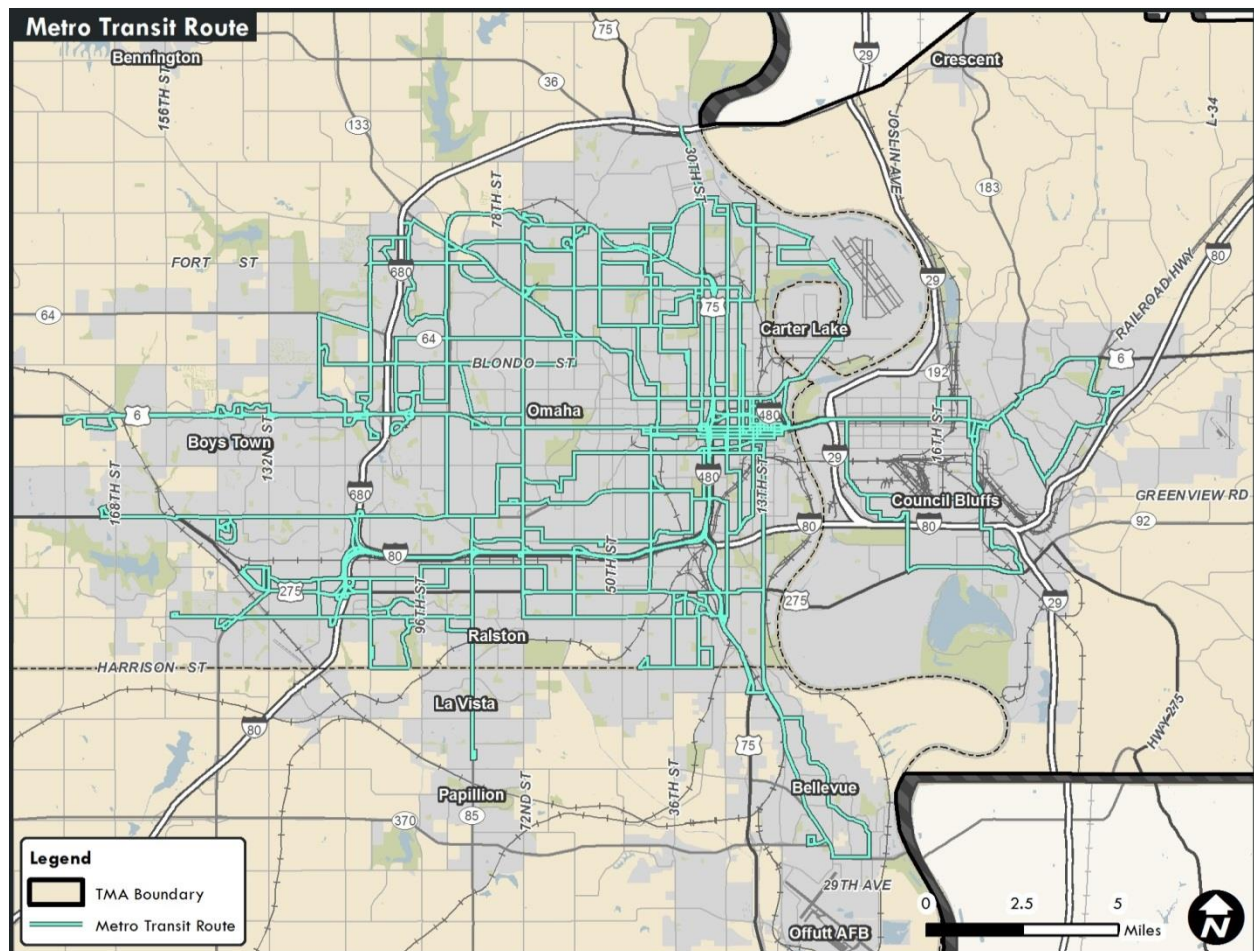 Metro Transit Route
Bennington
156TH ST
133
36
75
29
Crescent
JOSLIN AVE
L-34
183
30TH ST
78TH ST
680
FORT ST
64
75
29
RAILROAD HWY
80
Carter Lake
64
BLONDO ST
192
6
6
Omaha
480
Boys Town
132ND ST
16TH ST
168TH ST
680
480
13TH ST
29
Council Bluffs
GREENVIEW RD
92
80
80
80
275
96TH ST
50TH ST
275
29
Ralston
HARRISON ST
La Vista
80
75
HWY 275
36TH ST
72ND ST
Papillion
85
370
Bellevue
29TH AVE
Offutt AFB
Legend
TMA Boundary
Metro Transit Route
0 2.5 5
Miles
N